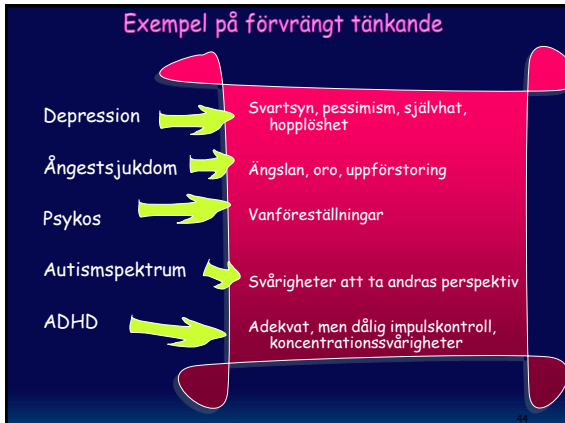 Exempel på förvrängt tänkande
Depression
Svartsyn, pessimism, självhat,
hopplöshet
Ångestsjukdom
Ängslan, oro, uppförstoring
Psykos
Vanföreställningar
Autismspektrum
Svårigheter att ta andras perspektiv
ADHD
Adekvat, men dålig impulskontroll,
koncentrationssvårigheter
44